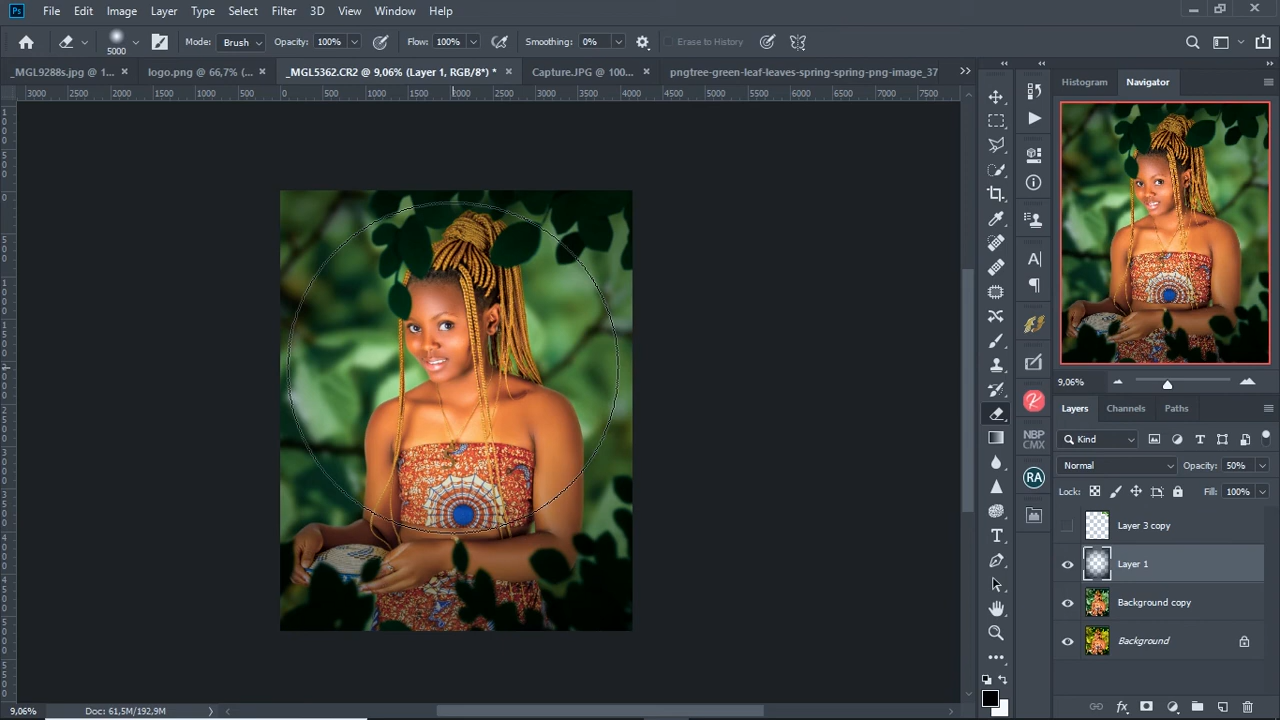 Ps File Edit Image Layer Type Select Filter 3D View Window Help
5000 Mode: Brush Opacity: 100% Flow: 100% Smoothing: 0% Erase to History
_MGL9288s.jpg @ 1... × logo.png @ 66,7% (... × _MGL5362.CR2 @ 9,06% (Layer 1, RGB/8*) * × Capture.JPG @ 100... × pngtree-green-leaf-leaves-spring-spring-png-image_37
3000 2500 2000 1500 1000 500 0 500 1000 1500 2000 2500 3000 3500 4000 4500 5000 5500 6000 6500 7000 7500
Histogram Navigator
9,06%
Layers Channels Paths
Kind
Normal Opacity: 50%
Lock: Fill: 100%
Layer 3 copy
Layer 1
Background copy
Background
NBP
CMX
RA
9,06% Doc: 61,5M/192,9M